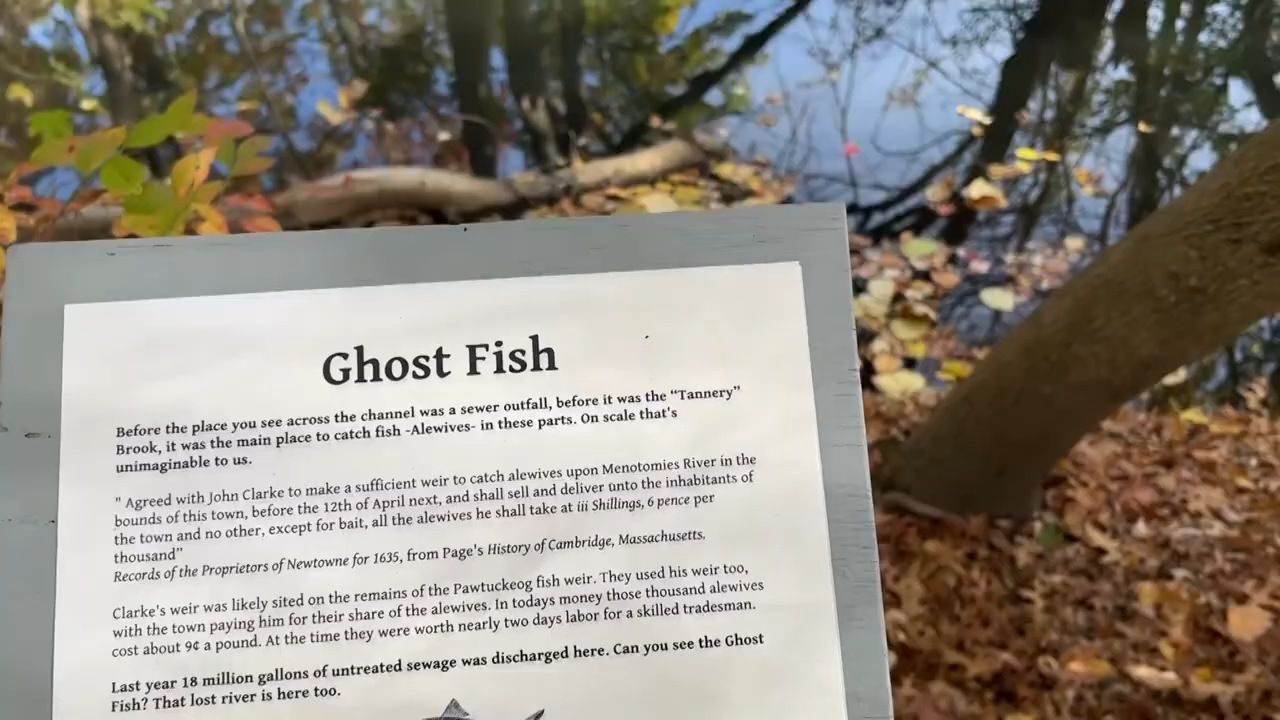 Ghost Fish
Before the place you see across the channel was a sewer outfall, before it was the “Tannery”
Brook, it was the main place to catch fish -Alewives- in these parts. On scale that's
unimaginable to us.
" Agreed with John Clarke to make a sufficient weir to catch alewives upon Menotomies River in the
bounds of this town, before the 12th of April next, and shall sell and deliver unto the inhabitants of
the town and no other, except for bait, all the alewives he shall take at iii Shillings, 6 pence per
thousand"
Records of the Proprietors of Newtowne for 1635, from Page's History of Cambridge, Massachusetts.
Clarke's weir was likely sited on the remains of the Pawtuckeog fish weir. They used his weir too,
with the town paying him for their share of the alewives. In todays money those thousand alewives
cost about 9¢ a pound. At the time they were worth nearly two days labor for a skilled tradesman.
Last year 18 million gallons of untreated sewage was discharged here. Can you see the Ghost
Fish? That lost river is here too.